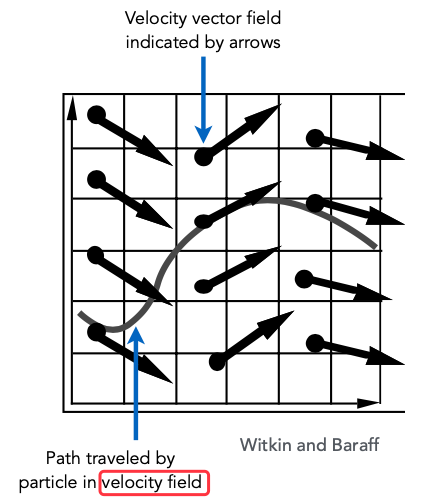 Velocity vector field
indicated by arrows
Witkin and Baraff
Path traveled by
particle in velocity field